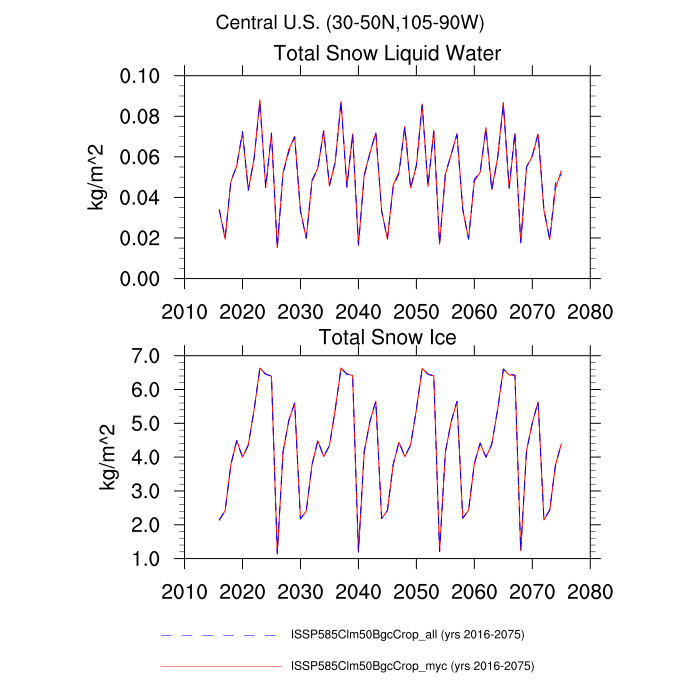 Central U.S. (30-50N,105-90W)
Total Snow Liquid Water
0.10
0.08
0.06
0.04
0.02
0.00
kg/m^2
2010 2020 2030 2040 2050 2060 2070 2080
Total Snow Ice
7.0
6.0
5.0
4.0
3.0
2.0
1.0
kg/m^2
2010 2020 2030 2040 2050 2060 2070 2080
ISSP585Clm50BgcCrop_all (yrs 2016-2075)
ISSP585Clm50BgcCrop_myc (yrs 2016-2075)